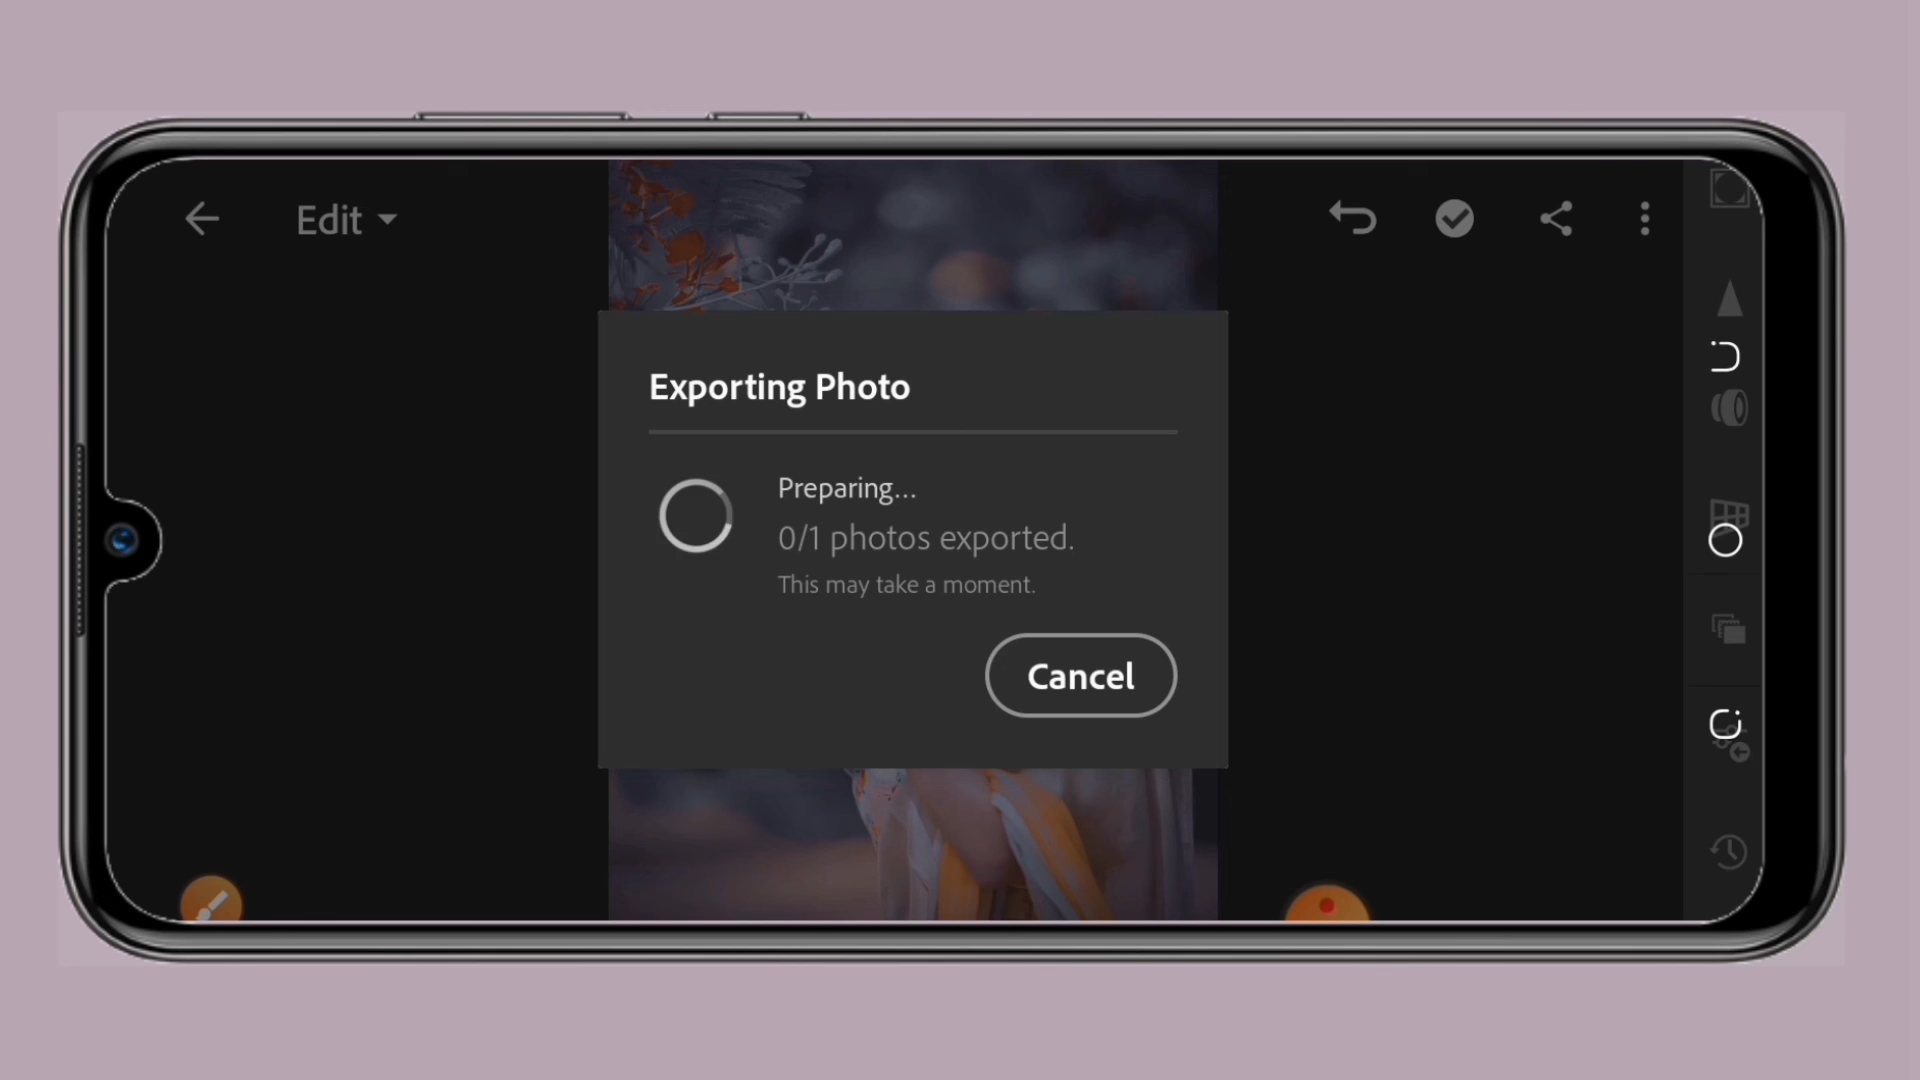 Edit
Exporting Photo
Preparing...
0/1 photos exported.
This may take a moment.
Cancel